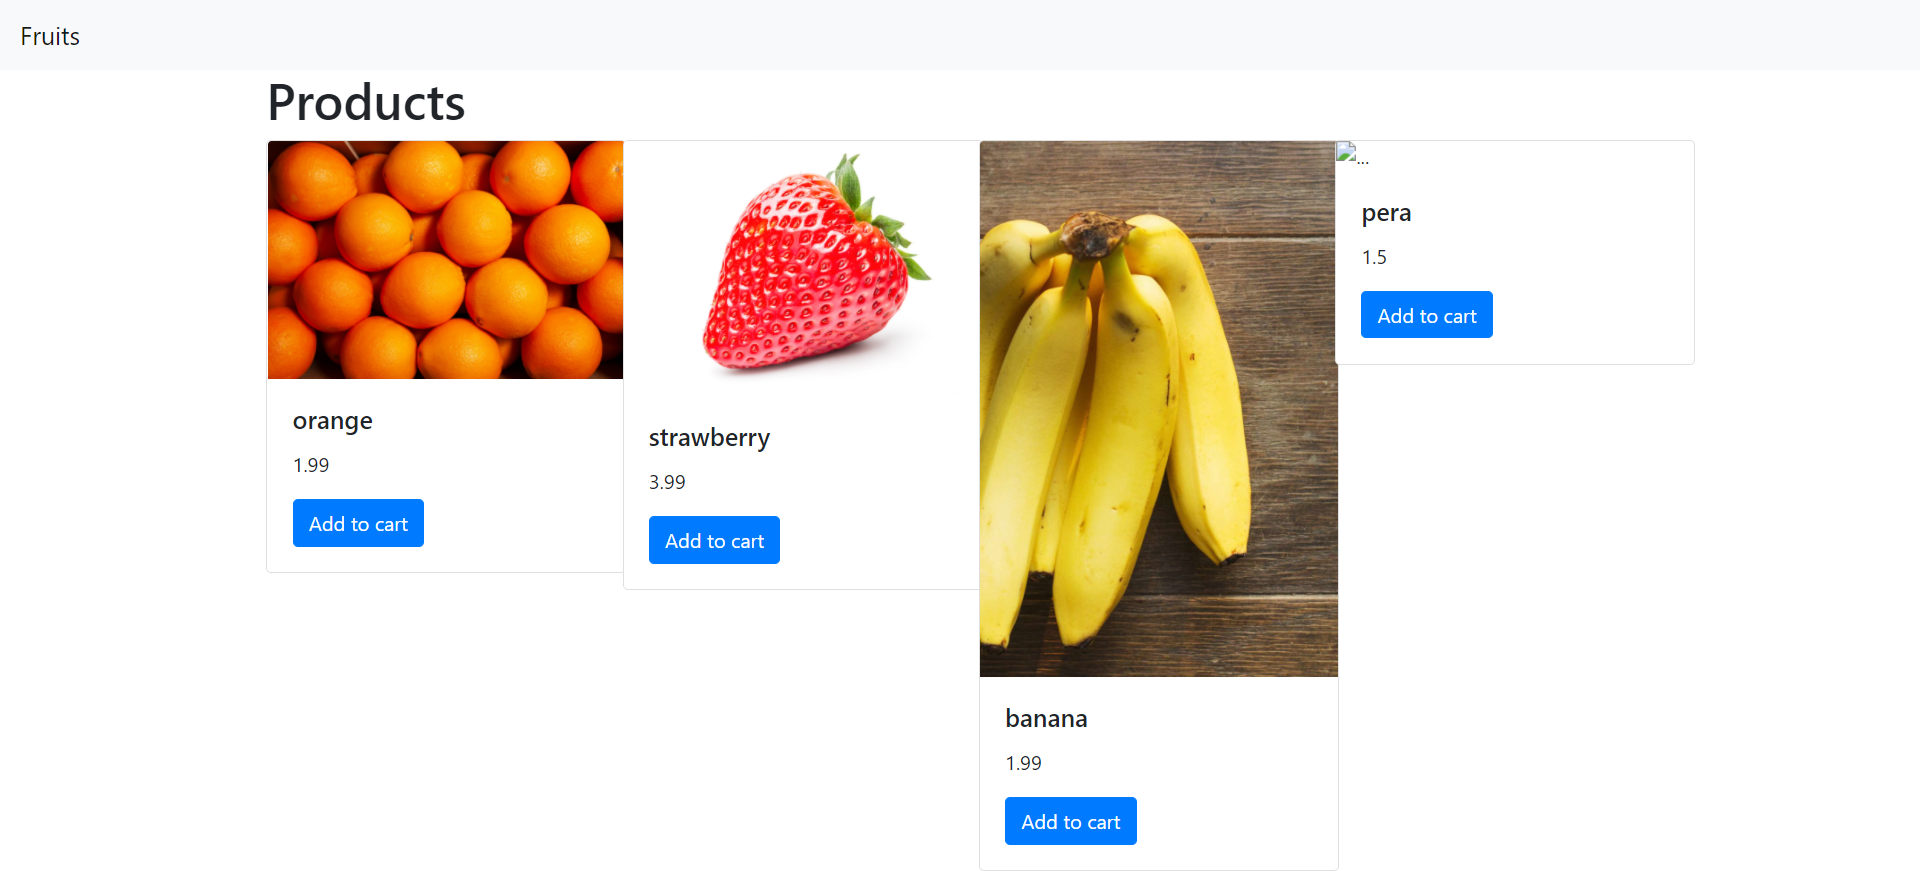 Fruits
Products
orange
1.99
Add to cart
strawberry
3.99
Add to cart
banana
1.99
Add to cart
...
pera
1.5
Add to cart